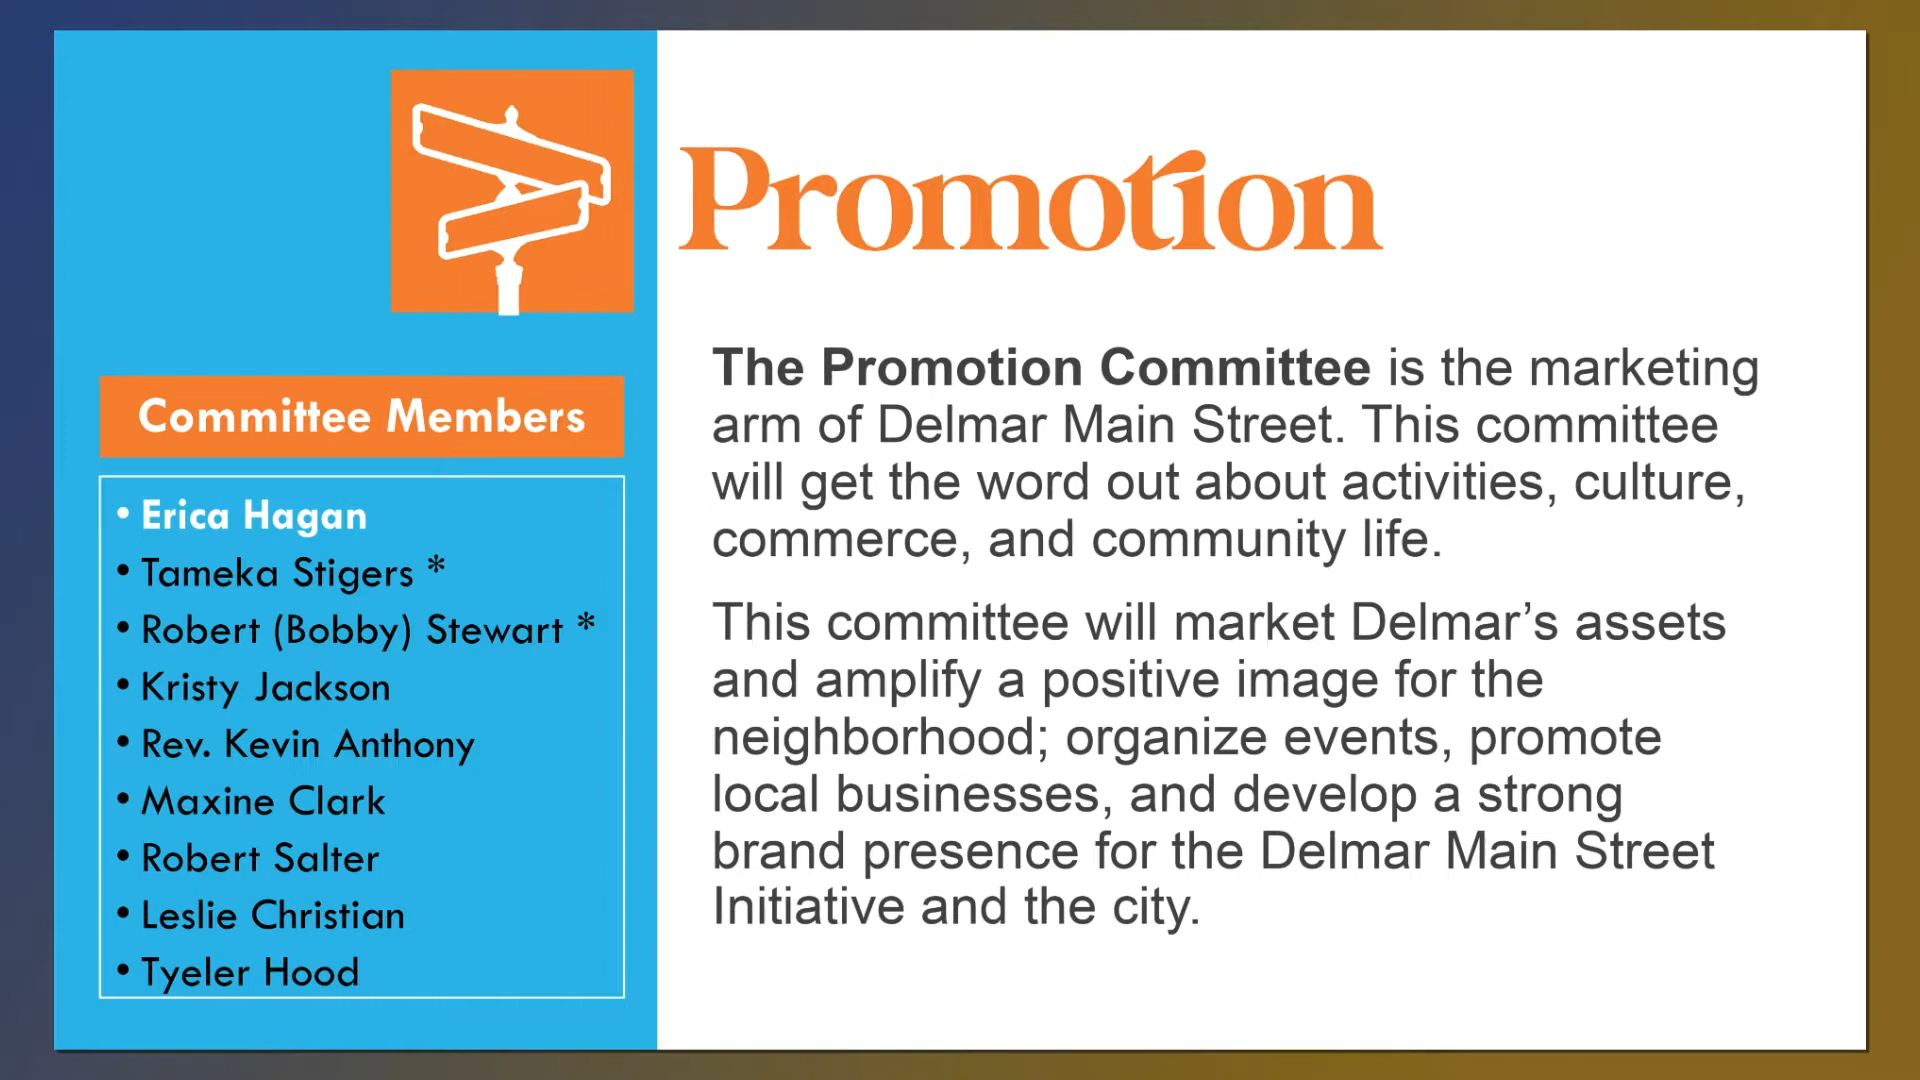 Promotion
Committee Members
• Erica Hagan
• Tameka Stigers *
• Robert (Bobby) Stewart *
• Kristy Jackson
• Rev. Kevin Anthony
• Maxine Clark
• Robert Salter
• Leslie Christian
• Tyeler Hood
The Promotion Committee is the marketing
arm of Delmar Main Street. This committee
will get the word out about activities, culture,
commerce, and community life.
This committee will market Delmar’s assets
and amplify a positive image for the
neighborhood; organize events, promote
local businesses, and develop a strong
brand presence for the Delmar Main Street
Initiative and the city.